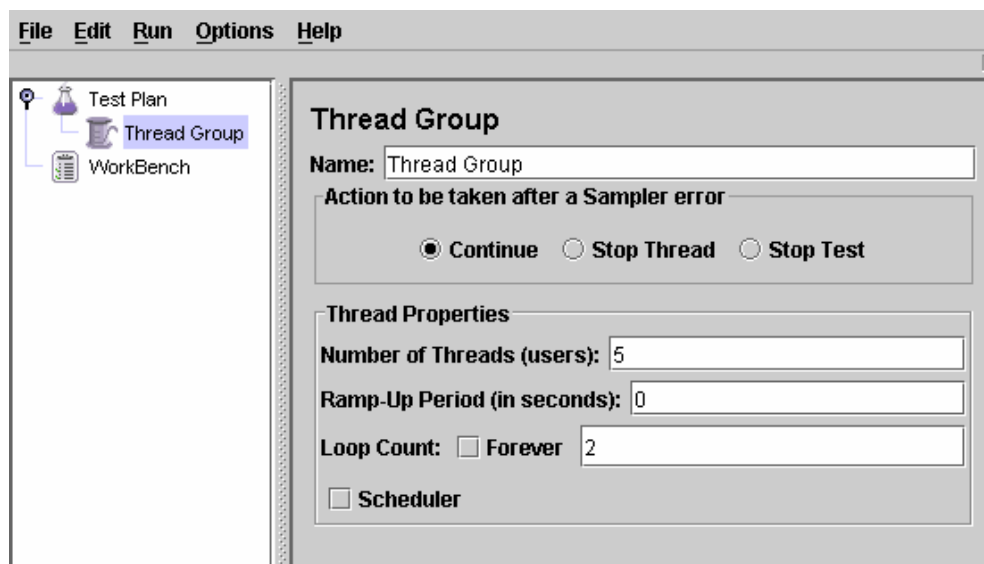 File Edit Run Options Help
Test Plan
Thread Group
WorkBench
Thread Group
Name: Thread Group
Action to be taken after a Sampler error
Continue Stop Thread Stop Test
Thread Properties
Number of Threads (users): 5
Ramp-Up Period (in seconds): 0
Loop Count: Forever 2
Scheduler